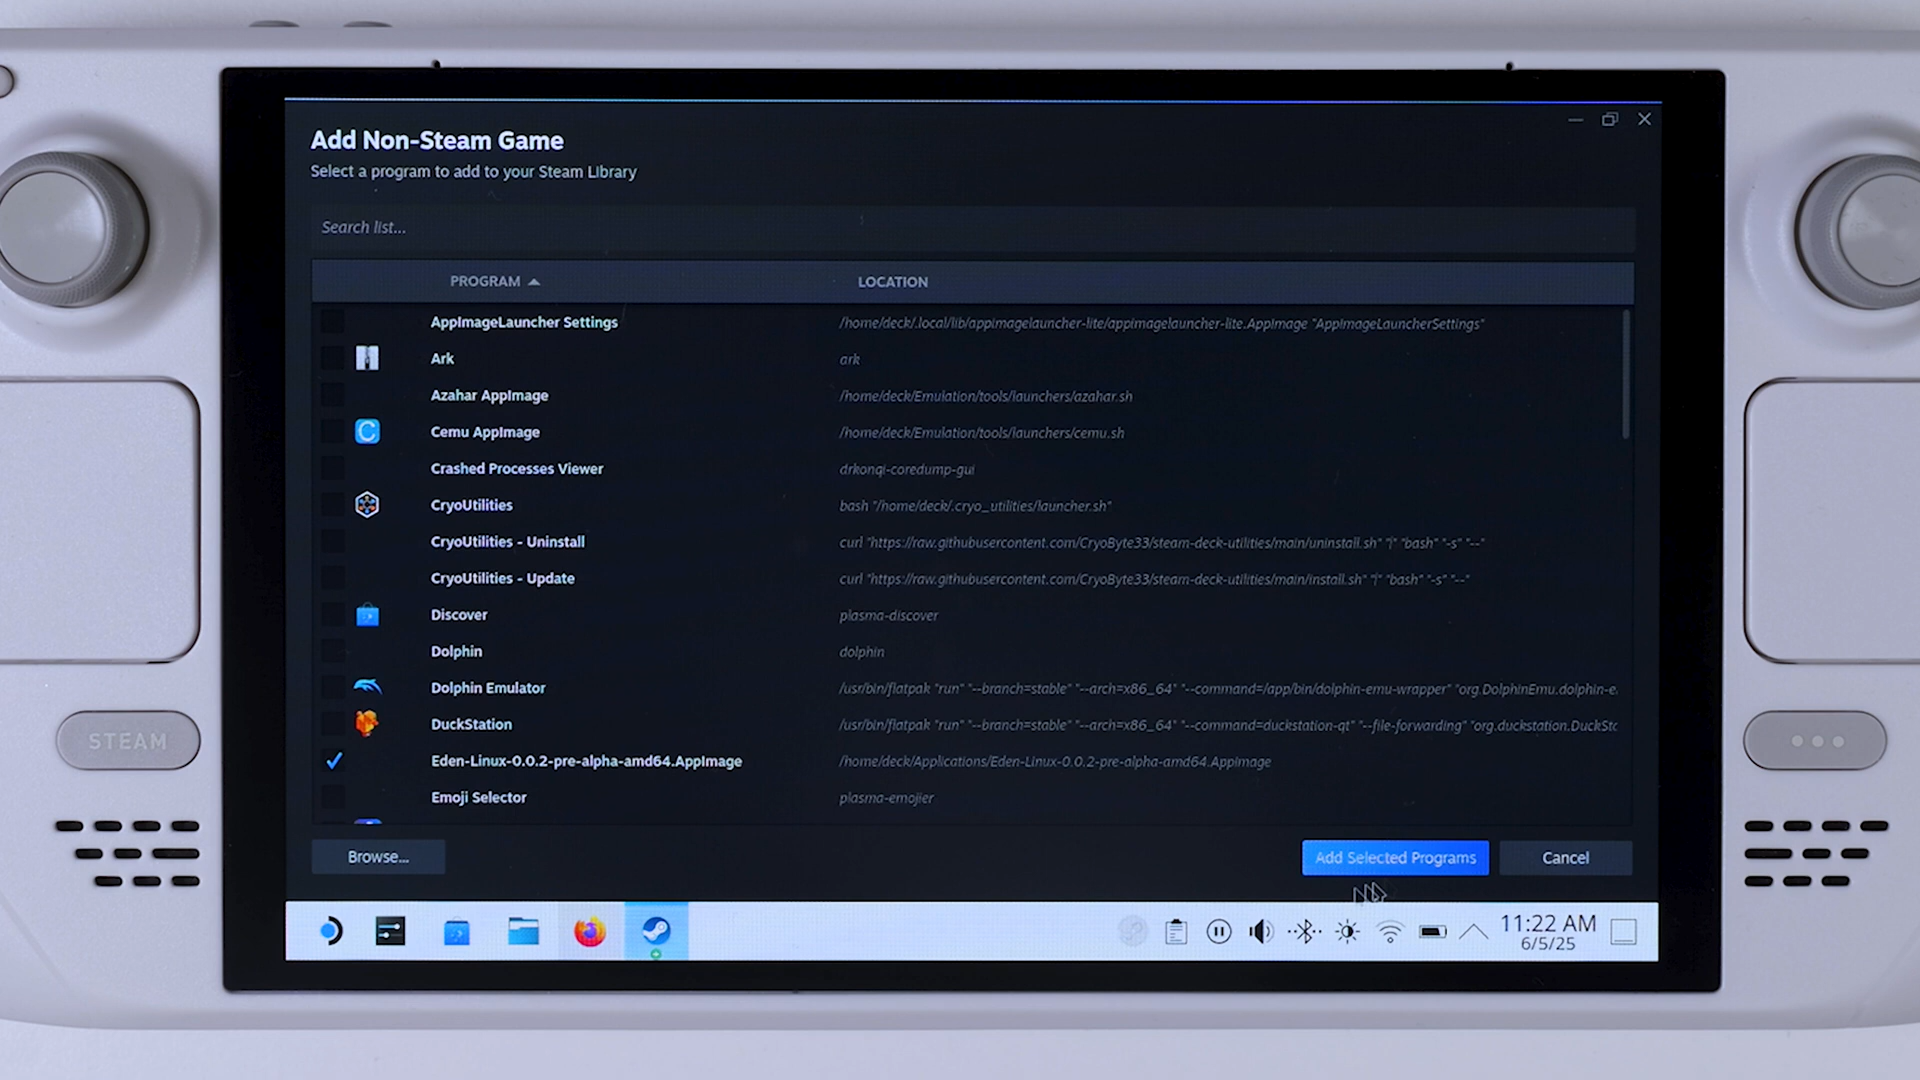 Add Non-Steam Game
Select a program to add to your Steam Library
Search list...
PROGRAM LOCATION
AppImageLauncher Settings /home/deck/.local/lib/appimagelauncher-lite/appimagelauncher-lite.AppImage "AppImageLauncherSettings"
Ark ark
Azahar AppImage /home/deck/Emulation/tools/launchers/azahar.sh
Cemu AppImage /home/deck/Emulation/tools/launchers/cemu.sh
Crashed Processes Viewer drkonqi-coredump-gui
CryoUtilities bash "/home/deck/.cryo_utilities/launcher.sh"
CryoUtilities - Uninstall curl "https://raw.githubusercontent.com/CryoByte33/steam-deck-utilities/main/uninstall.sh" "|" "bash" "-s" "--"
CryoUtilities - Update curl "https://raw.githubusercontent.com/CryoByte33/steam-deck-utilities/main/install.sh" "|" "bash" "-s" "--"
Discover plasma-discover
Dolphin dolphin
Dolphin Emulator /usr/bin/flatpak "run" "--branch=stable" "--arch=x86_64" "--command=/app/bin/dolphin-emu-wrapper" "org.DolphinEmu.dolphin-e
DuckStation /usr/bin/flatpak "run" "--branch=stable" "--arch=x86_64" "--command=duckstation-qt" "--file-forwarding" "org.duckstation.DuckSta
Eden-Linux-0.0.2-pre-alpha-amd64.AppImage /home/deck/Applications/Eden-Linux-0.0.2-pre-alpha-amd64.AppImage
Emoji Selector plasma-emojier
Browse... Add Selected Programs Cancel
STEAM
11:22 AM
6/5/25